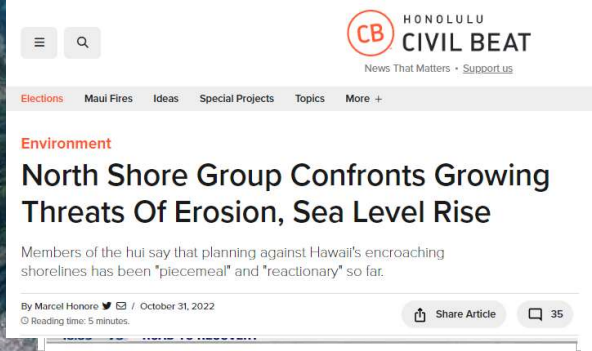 CB HONOLULU
CIVIL BEAT
News That Matters • Support us
Elections Maui Fires Ideas Special Projects Topics More +
Environment
North Shore Group Confronts Growing
Threats Of Erosion, Sea Level Rise
Members of the hui say that planning against Hawaii's encroaching
shorelines has been "piecemeal" and "reactionary" so far.
By Marcel Honore / October 31, 2022
Reading time: 5 minutes.
Share Article 35